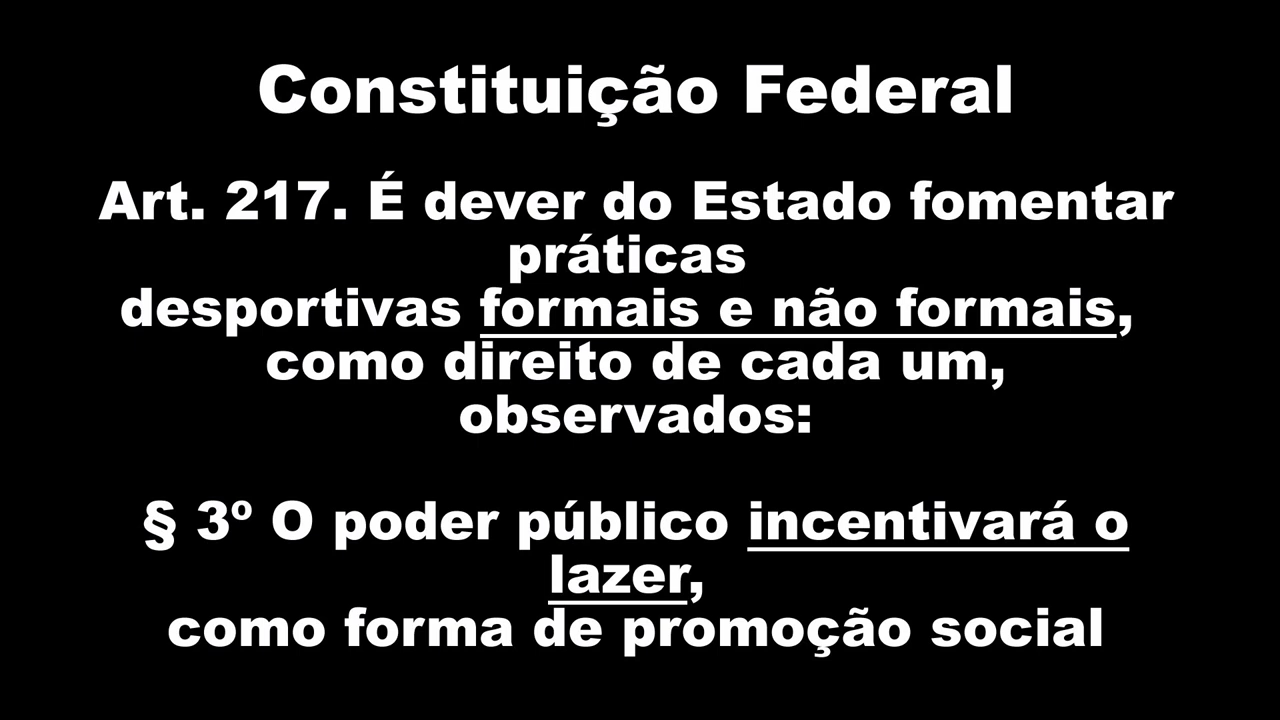 Constituição Federal
Art. 217. É dever do Estado fomentar
práticas
desportivas formais e não formais,
como direito de cada um,
observados:
§ 3º O poder público incentivará o
lazer,
como forma de promoção social